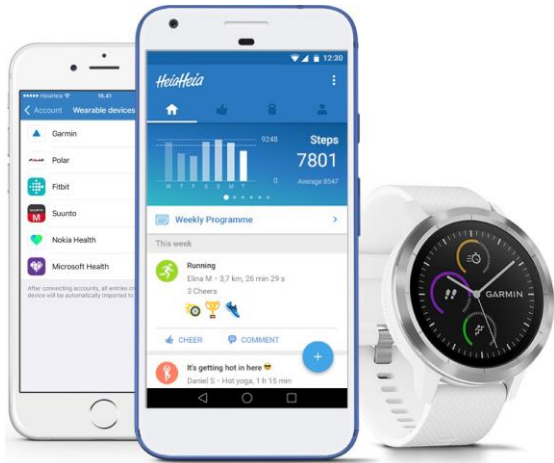 HeiaHeia 16.41
Account Wearable devices
Garmin
POLAR Polar
Fitbit
SUUNTO Suunto
M
Nokia Health
Microsoft Health
After connecting accounts, all entries
device will be automatically imported to
12:30
HeiaHeia
9248 Steps
7801
0 Average 8547
W T F S S M T
Weekly Programme
This week
Running
Elina M • 3,7 km, 26 min 29 s
3 Cheers
CHEER COMMENT
+
It's getting hot in here 😎
Daniel S • Hot yoga, 1 h 15 min
GARMIN